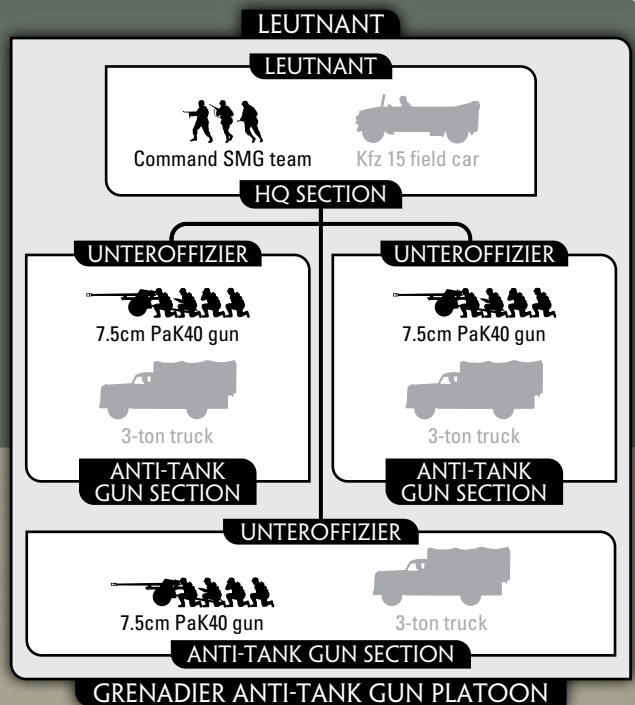 LEUTNANT
LEUTNANT
Command SMG team
Kfz 15 field car
HQ SECTION
UNTEROFFIZIER
7.5cm PaK40 gun
3-ton truck
ANTI-TANK
GUN SECTION
UNTEROFFIZIER
7.5cm PaK40 gun
3-ton truck
ANTI-TANK
GUN SECTION
UNTEROFFIZIER
7.5cm PaK40 gun
3-ton truck
ANTI-TANK GUN SECTION
GRENADIER ANTI-TANK GUN PLATOON